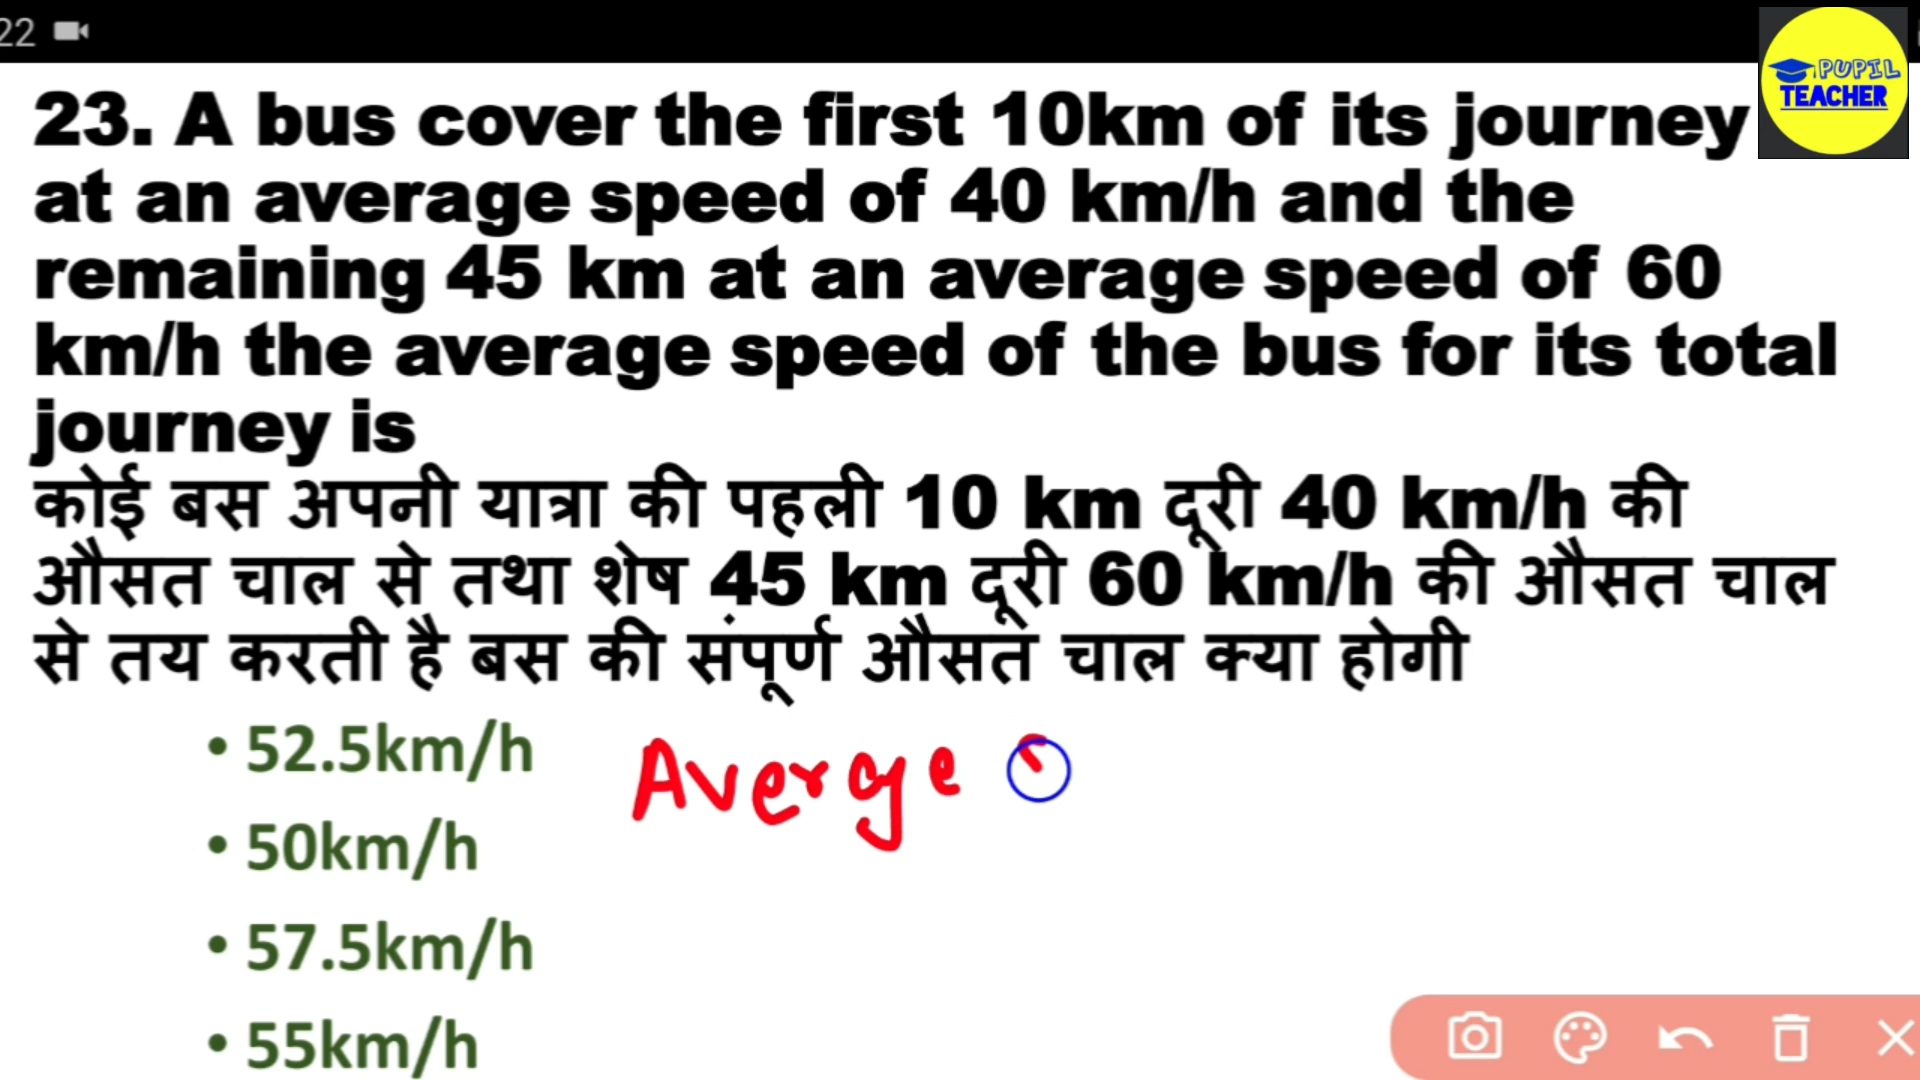 22
PUPIL
TEACHER
23. A bus cover the first 10km of its journey
at an average speed of 40 km/h and the
remaining 45 km at an average speed of 60
km/h the average speed of the bus for its total
journey is
कोई बस अपनी यात्रा की पहली 10 km दूरी 40 km/h की
औसत चाल से तथा शेष 45 km दूरी 60 km/h की औसत चाल
से तय करती है बस की संपूर्ण औसत चाल क्या होगी
• 52.5km/h
Averge
• 50km/h
• 57.5km/h
• 55km/h